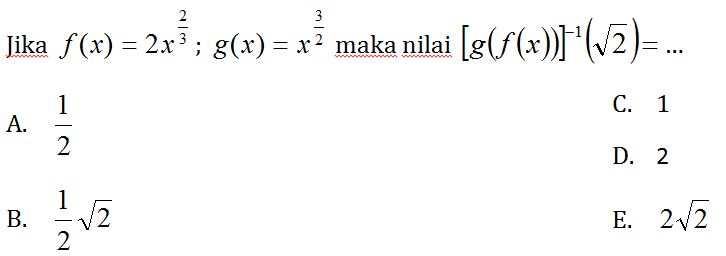 Jika f(x) = 2x^{2/3} ; g(x) = x^{3/2} maka nilai [g(f(x))]^{-1}(√2) = ...
A. 1/2
B. 1/2 √2
C. 1
D. 2
E. 2√2